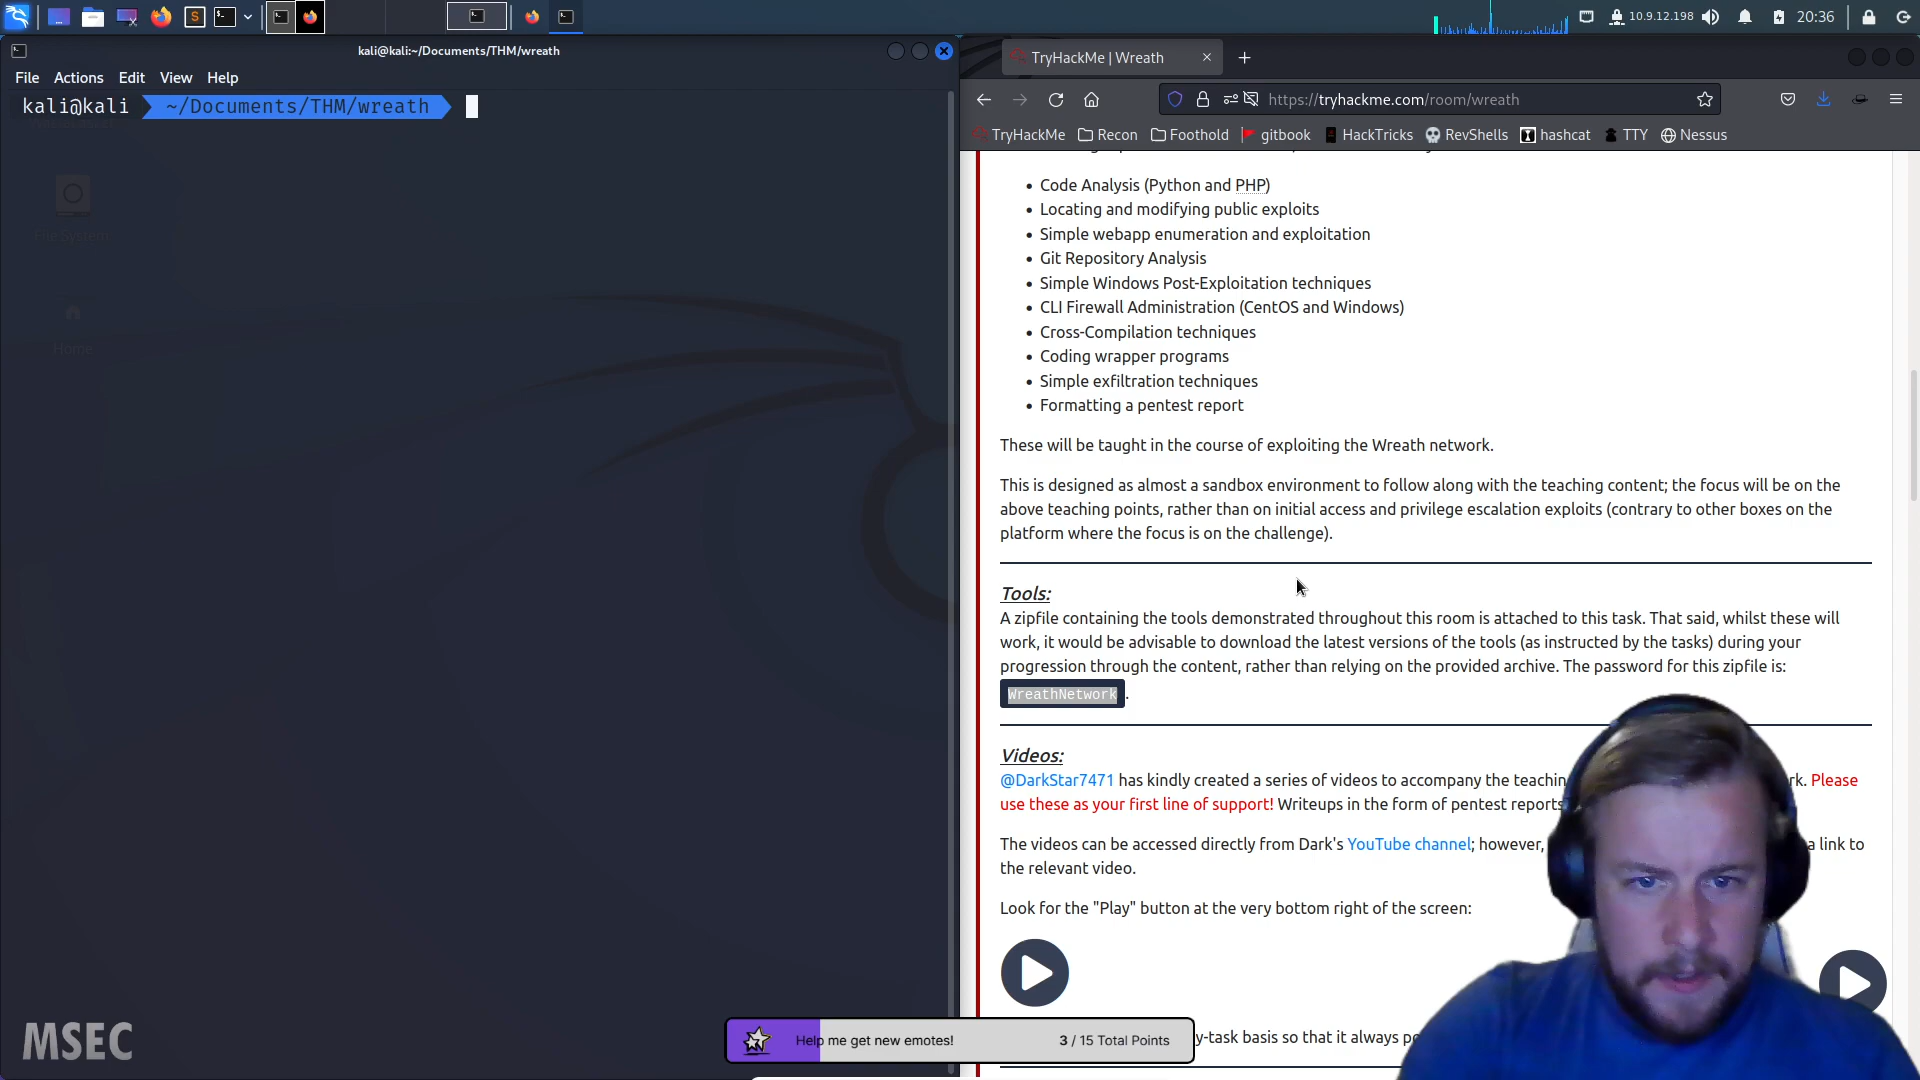 10.9.12.198
20:36
kali@kali:~/Documents/THM/wreath
File Actions Edit View Help
kali@kali ~/Documents/THM/wreath
File System
Home
MSEC
TryHackMe | Wreath
https://tryhackme.com/room/wreath
TryHackMe Recon Foothold gitbook HackTricks RevShells hashcat TTY Nessus
• Code Analysis (Python and PHP)
• Locating and modifying public exploits
• Simple webapp enumeration and exploitation
• Git Repository Analysis
• Simple Windows Post-Exploitation techniques
• CLI Firewall Administration (CentOS and Windows)
• Cross-Compilation techniques
• Coding wrapper programs
• Simple exfiltration techniques
• Formatting a pentest report
These will be taught in the course of exploiting the Wreath network.
This is designed as almost a sandbox environment to follow along with the teaching content; the focus will be on the
above teaching points, rather than on initial access and privilege escalation exploits (contrary to other boxes on the
platform where the focus is on the challenge).
Tools:
A zipfile containing the tools demonstrated throughout this room is attached to this task. That said, whilst these will
work, it would be advisable to download the latest versions of the tools (as instructed by the tasks) during your
progression through the content, rather than relying on the provided archive. The password for this zipfile is:
WreathNetwork.
Videos:
@DarkStar7471 has kindly created a series of videos to accompany the Please
use these as your first line of support! Writeups in the form of pentest reports
The videos can be accessed directly from Dark's YouTube channel; however, a link to
the relevant video.
Look for the "Play" button at the very bottom right of the screen:
y-task basis so that it always
Help me get new emotes! 3 / 15 Total Points